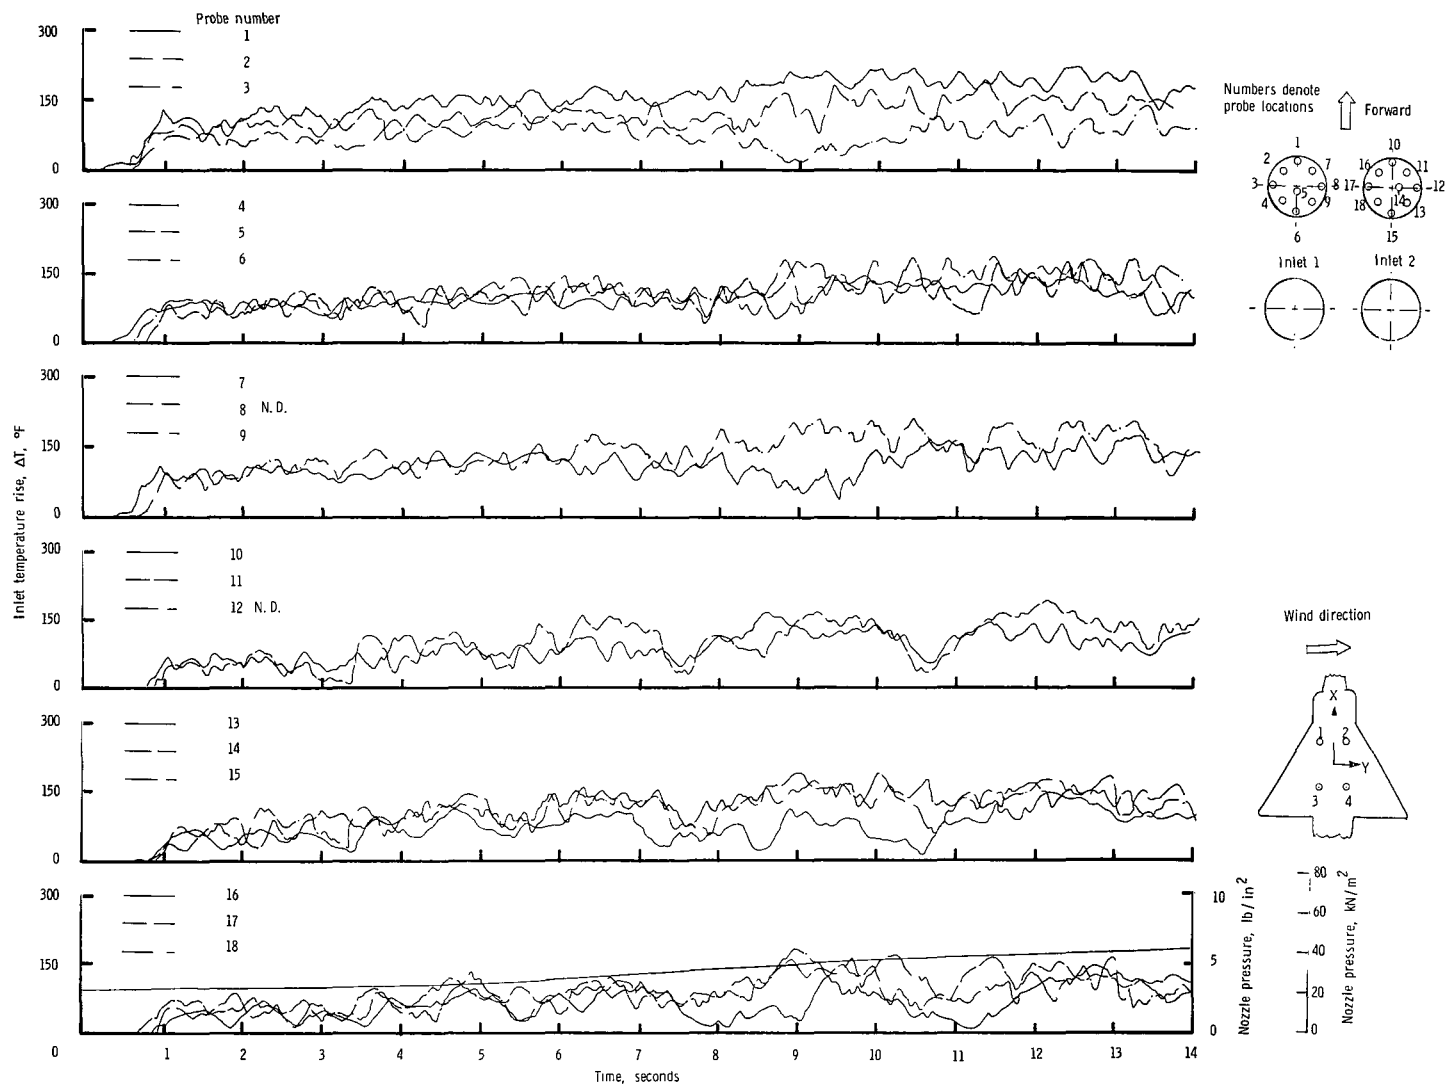 Probe number
300
1
2
3
150
0
300
4
5
6
150
0
300
7
8 N. D.
9
150
0
300
10
11
12 N. D.
150
0
300
13
14
15
150
0
300
16
17
18
150
0
Inlet temperature rise, ΔT, °F
0 1 2 3 4 5 6 7 8 9 10 11 12 13 14
Time, seconds
10
5
0
Nozzle pressure, lb/in2
80
60
40
20
0
Nozzle pressure, kN/m2
Numbers denote
probe locations
Forward
1 10
2 7 16 11
3 8 17 12
5 14
4 9 18 13
6 15
Inlet 1 Inlet 2
Wind direction
X
1 2
Y
3 4